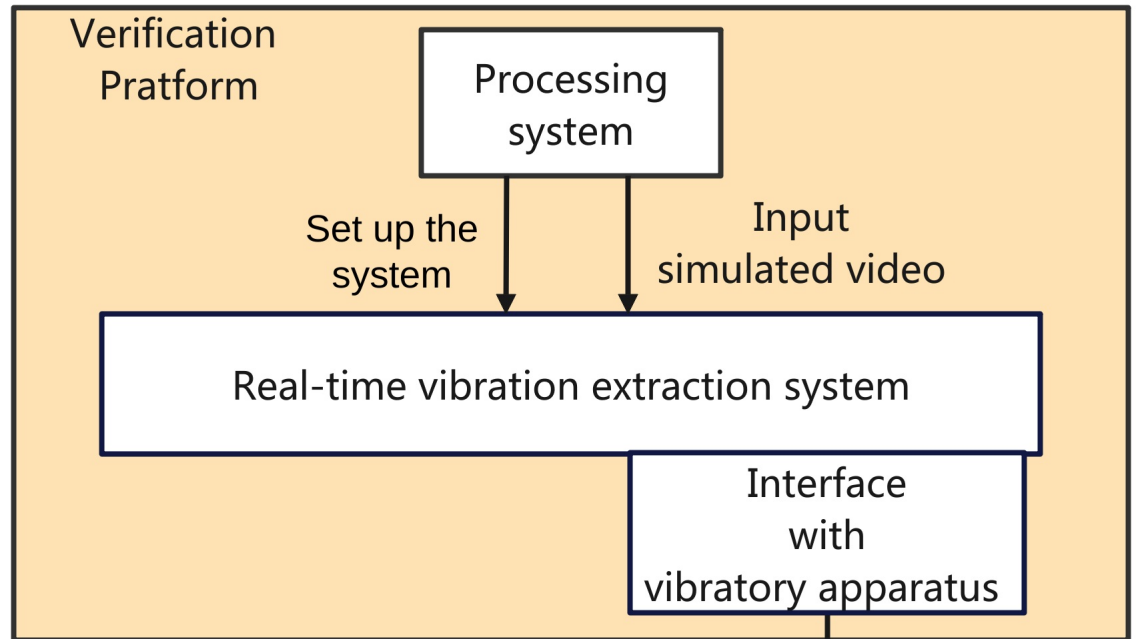 Verification
Pratform
Processing
system
Set up the
system
Input
simulated video
Real-time vibration extraction system
Interface
with
vibratory apparatus